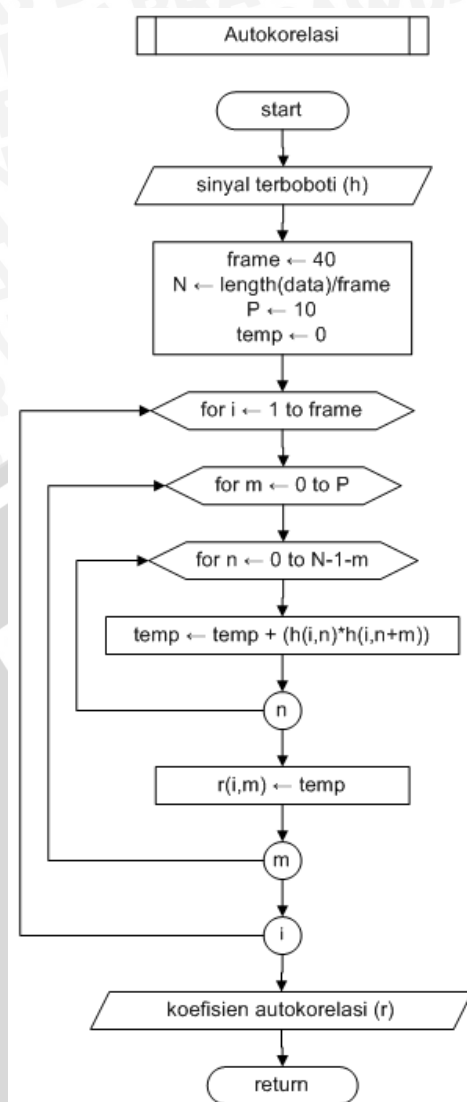 Autokorelasi
start
sinyal terboboti (h)
frame ← 40
N ← length(data)/frame
P ← 10
temp ← 0
for i ← 1 to frame
for m ← 0 to P
for n ← 0 to N-1-m
temp ← temp + (h(i,n)*h(i,n+m))
n
r(i,m) ← temp
m
i
koefisien autokorelasi (r)
return